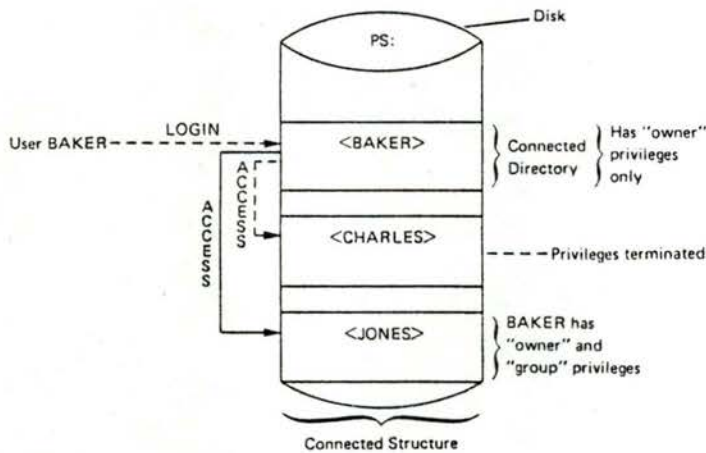 Disk
PS:
User BAKER
LOGIN
<BAKER>
Connected
Directory
Has "owner"
privileges
only
ACCESS
ACCESS
<CHARLES>
Privileges terminated
<JONES>
BAKER has
"owner" and
"group" privileges
Connected Structure